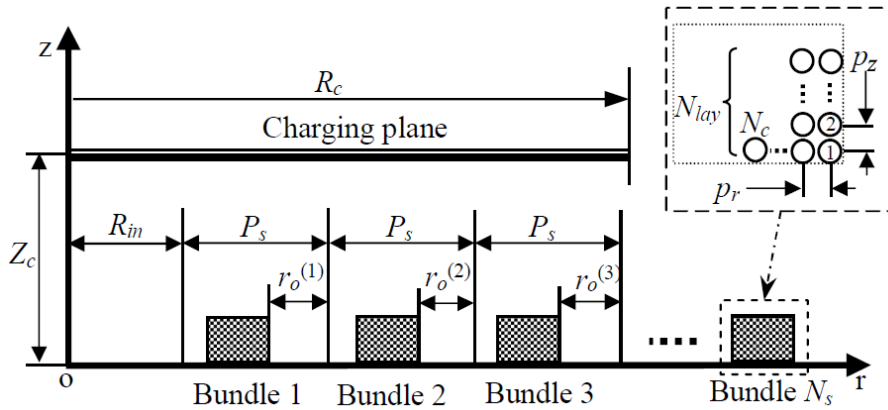 z
R_c
Charging plane
Z_c
R_in
P_s
P_s
P_s
r_o^(1)
r_o^(2)
r_o^(3)
o
r
Bundle 1
Bundle 2
Bundle 3
Bundle N_s
N_lay
N_c
p_z
2
1
p_r